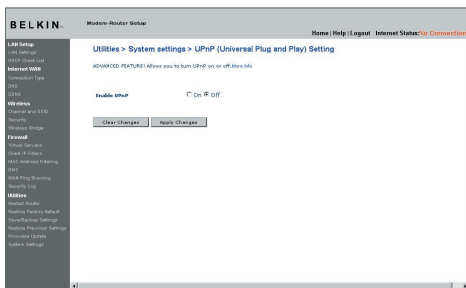 BELKIN
Modem-Router Setup
Home | Help | Logout Internet Status: No Connection
LAN Setup
LAN Settings
DHCP Client List
Internet WAN
Connection Type
DNS
DDNS
Wireless
Channel and SSID
Security
Wireless Bridge
Firewall
Virtual Servers
Client IP Filters
MAC Address Filtering
DMZ
WAN Ping Blocking
Security Log
Utilities
Restart Router
Restore Factory Default
Save/Backup Settings
Restore Previous Settings
Firmware Update
System Settings
Utilities > System settings > UPnP (Universal Plug and Play) Setting
ADVANCED FEATURE! Allows you to turn UPnP on or off. More Info
Enable UPnP
On Off
Clear Changes Apply Changes